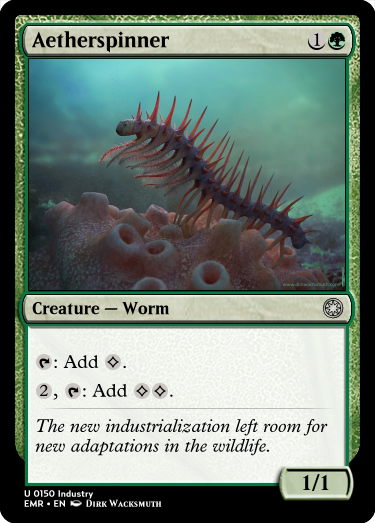 Aetherspinner 1
Creature — Worm
: Add .
2, : Add .
The new industrialization left room for
new adaptations in the wildlife.
1/1
U 0150 Industry
EMR • EN Dirk Wacksmuth